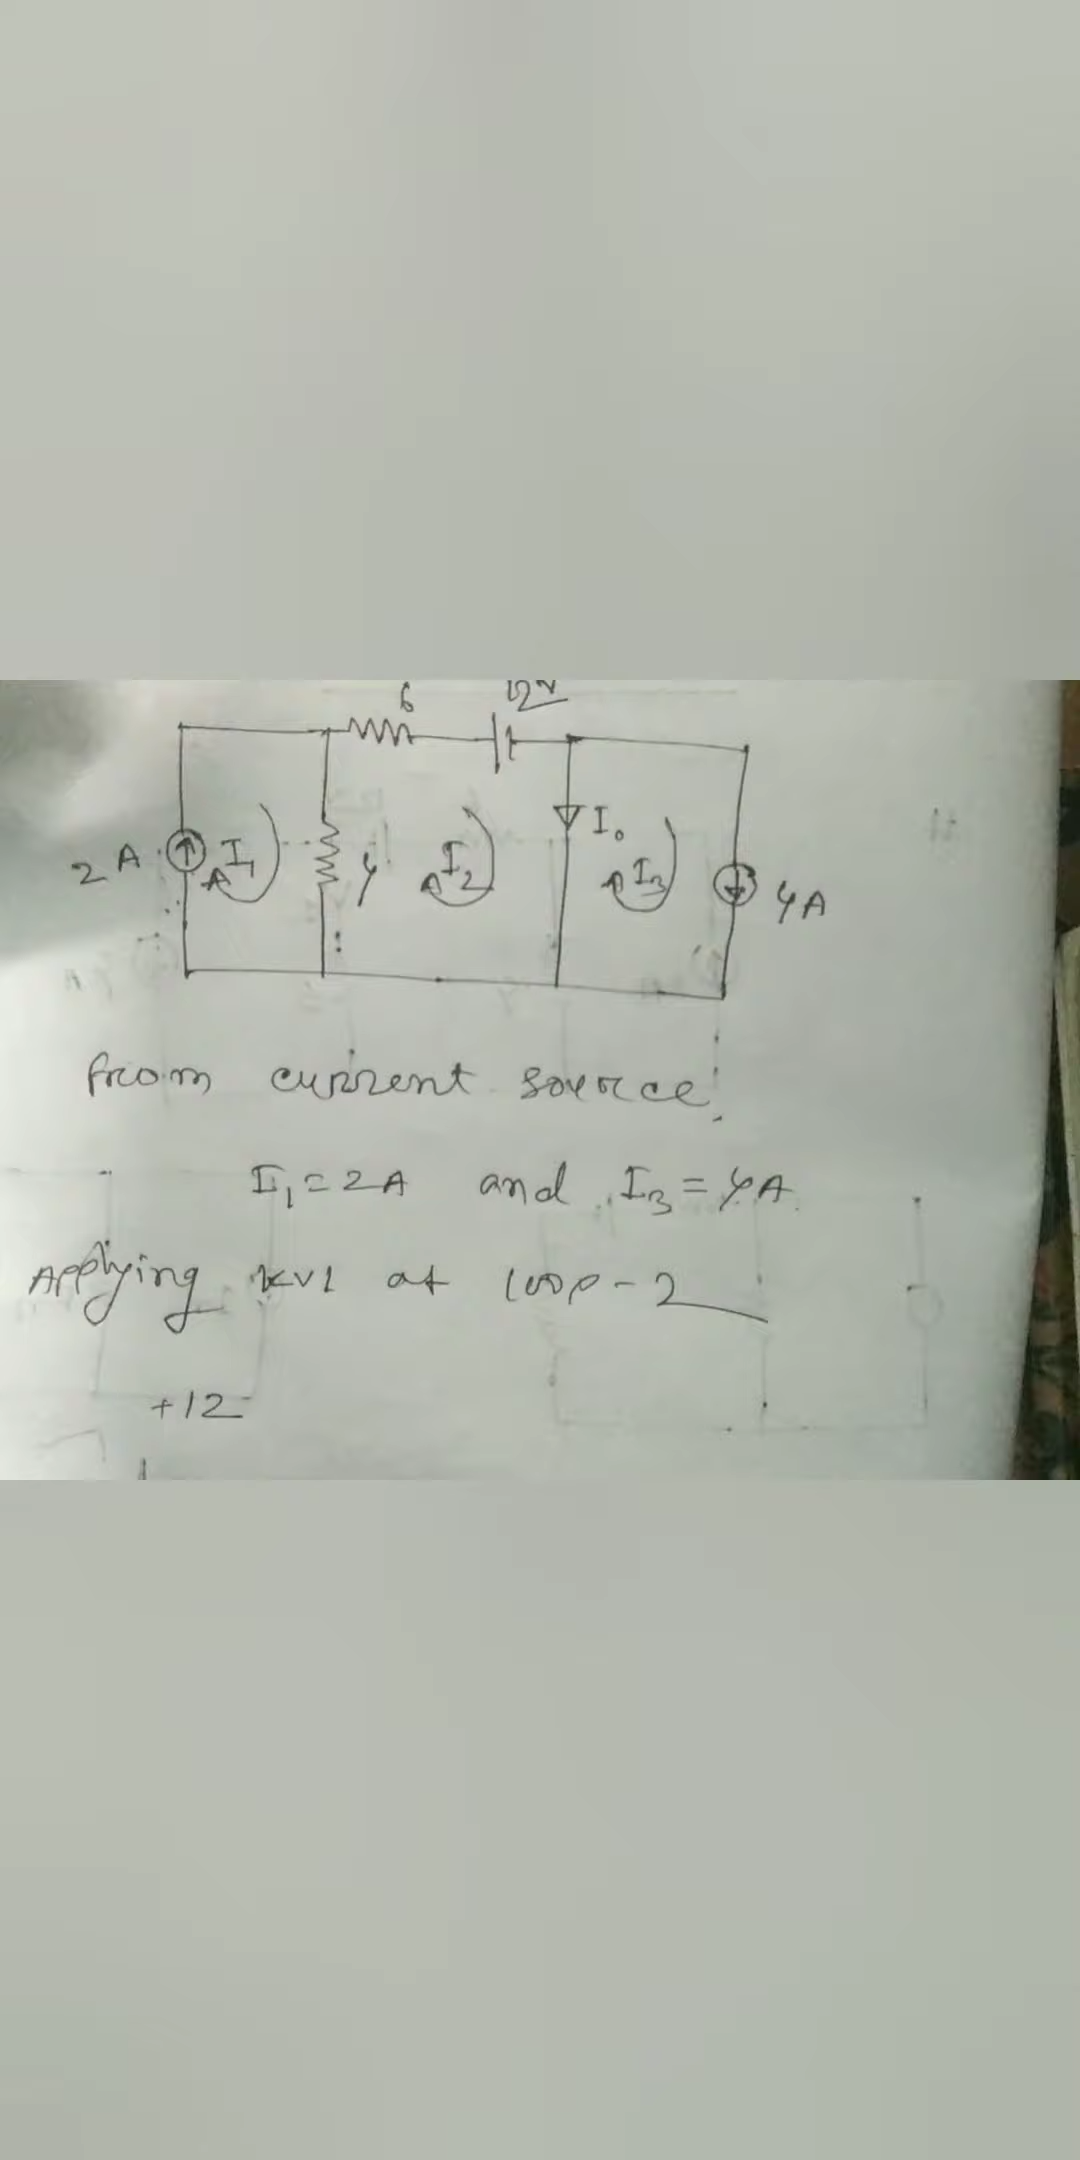 6 12V
2A I₁ 4 I₂ I₀ I₃ 4A
from current source,
I₁ = 2A and I₃ = 4A
Applying KVL at loop-2
+12